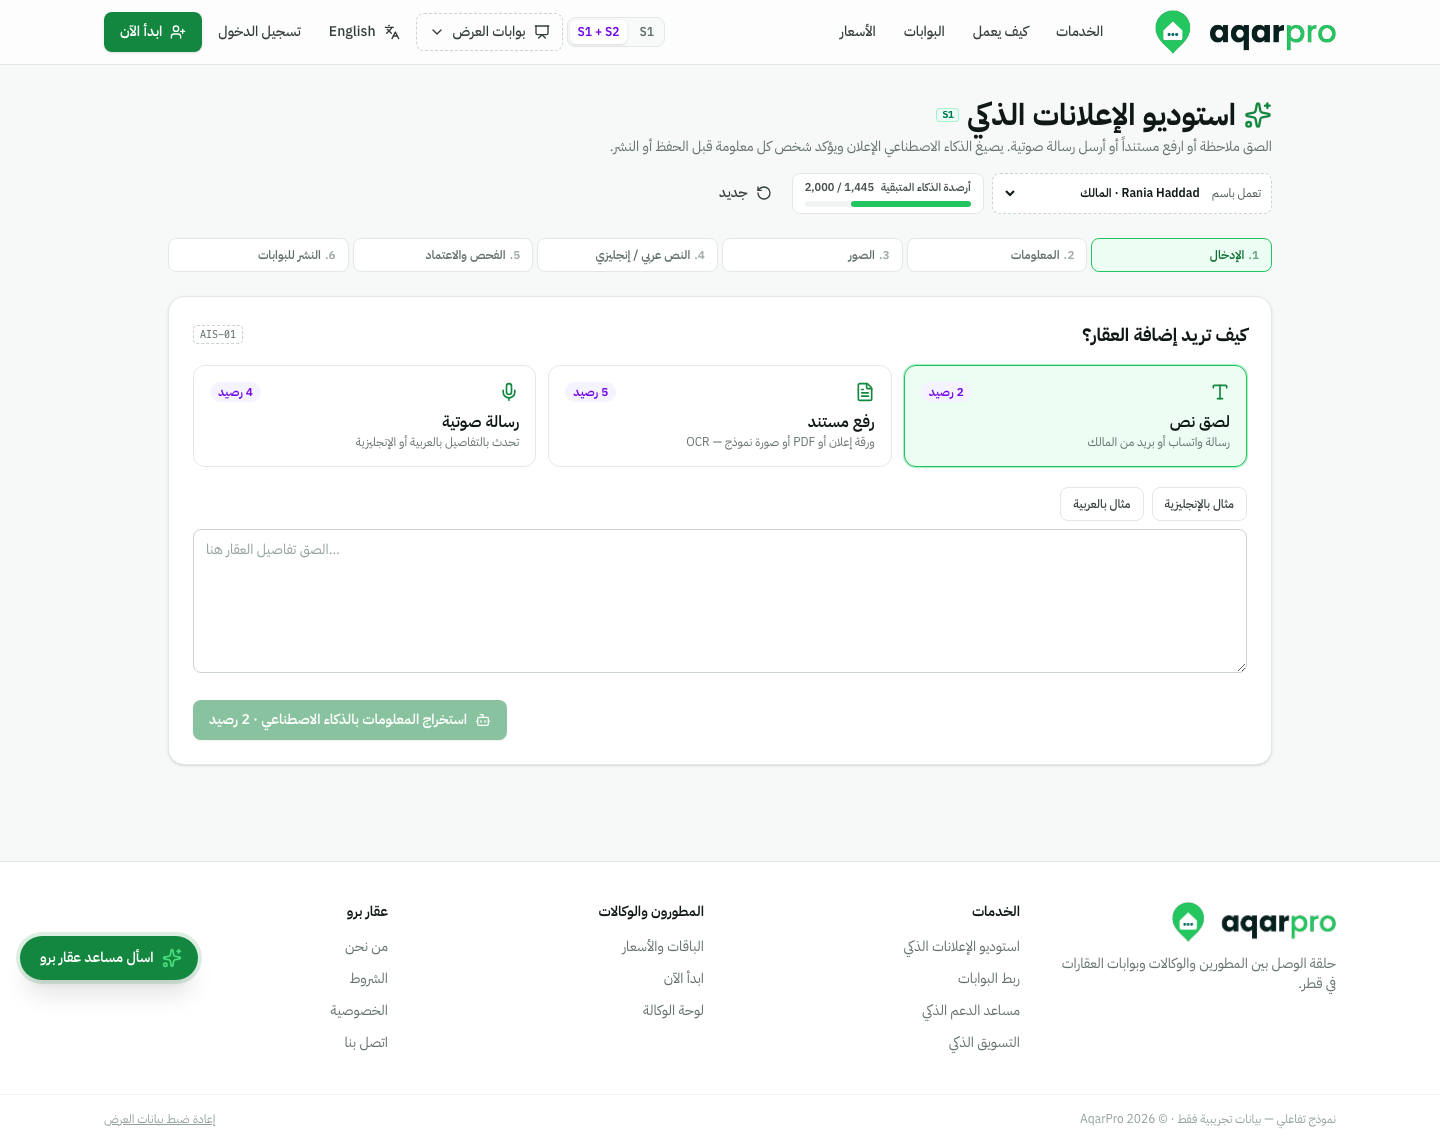 aqarpro
الخدمات
كيف يعمل
البوابات
الأسعار
S1
S1 + S2
بوابات العرض
English
تسجيل الدخول
ابدأ الآن
استوديو الإعلانات الذكي S1
الصق ملاحظة أو ارفع مستنداً أو أرسل رسالة صوتية. يصيغ الذكاء الاصطناعي الإعلان ويؤكد شخص كل معلومة قبل الحفظ أو النشر.
تعمل باسم
Rania Haddad · المالك
أرصدة الذكاء المتبقية 1,445 / 2,000
جديد
1. الإدخال
2. المعلومات
3. الصور
4. النص عربي / إنجليزي
5. الفحص والاعتماد
6. النشر للبوابات
كيف تريد إضافة العقار؟
AIS-01
2 رصيد
لصق نص
رسالة واتساب أو بريد من المالك
5 رصيد
رفع مستند
ورقة إعلان أو PDF أو صورة نموذج — OCR
4 رصيد
رسالة صوتية
تحدث بالتفاصيل بالعربية أو الإنجليزية
مثال بالإنجليزية
مثال بالعربية
الصق تفاصيل العقار هنا...
استخراج المعلومات بالذكاء الاصطناعي · 2 رصيد
aqarpro
حلقة الوصل بين المطورين والوكالات وبوابات العقارات
في قطر.
الخدمات
استوديو الإعلانات الذكي
ربط البوابات
مساعد الدعم الذكي
التسويق الذكي
المطورون والوكالات
الباقات والأسعار
ابدأ الآن
لوحة الوكالة
عقار برو
من نحن
الشروط
الخصوصية
اتصل بنا
اسأل مساعد عقار برو
نموذج تفاعلي — بيانات تجريبية فقط · © 2026 AqarPro
إعادة ضبط بيانات العرض